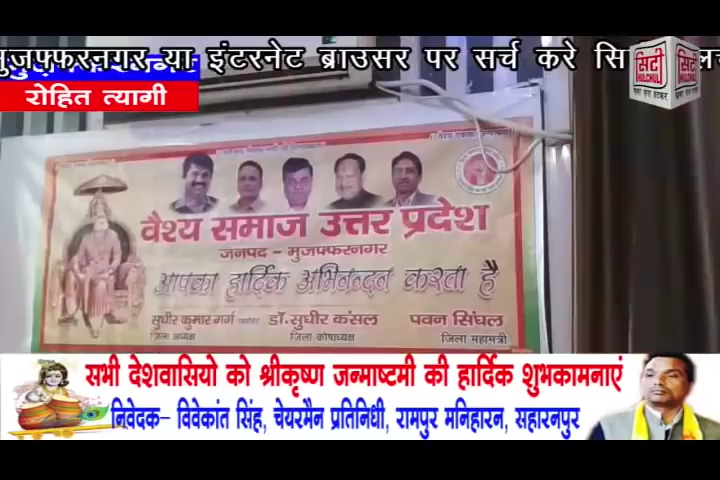 मुजफ्फरनगर या इंटरनेट ब्राउसर पर सर्च करे सि
रोहित त्यागी
सिटी
वैश्य समाज उत्तर प्रदेश
जनपद - मुजफ्फरनगर
आपका हार्दिक अभिनन्दन करता है
सुधीर कुमार गर्ग डॉ. सुधीर कंसल पवन सिंघल
जिला अध्यक्ष जिला कोषाध्यक्ष जिला महामंत्री
सभी देशवासियो को श्रीकृष्ण जन्माष्टमी की हार्दिक शुभकामनाएं
निवेदक- विवेकांत सिंह, चेयरमैन प्रतिनिधी, रामपुर मनिहारन, सहारनपुर